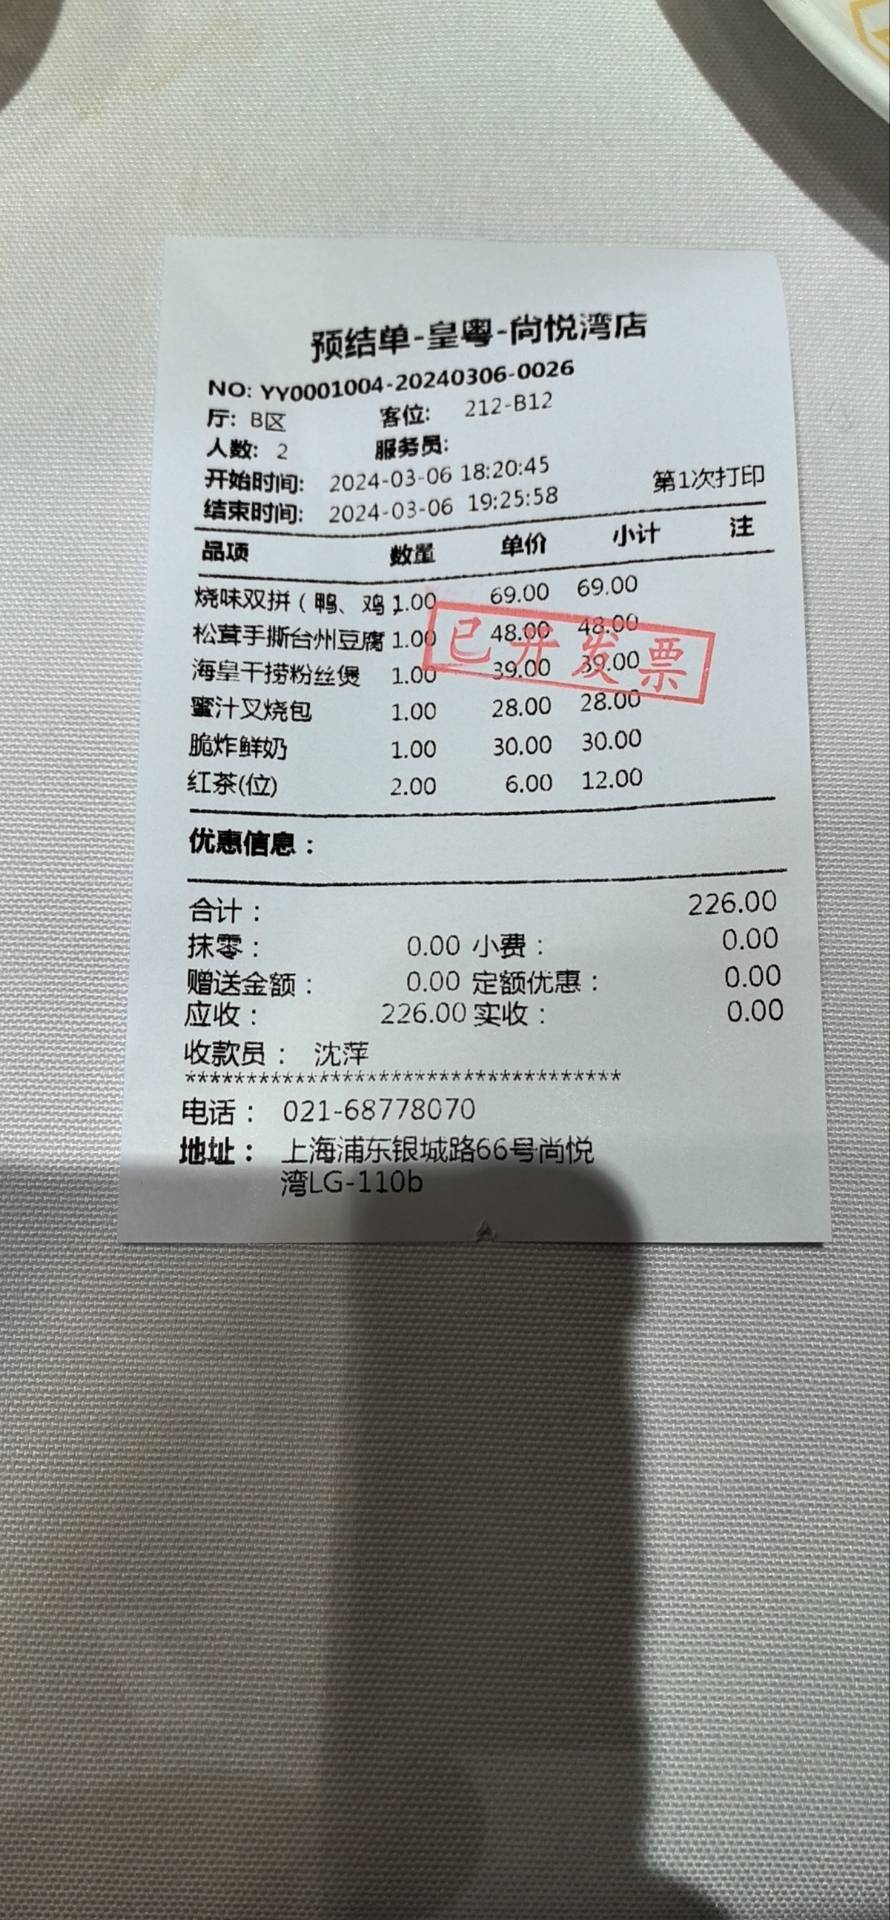 预结单-皇粤-尚悦湾店
NO: YY0001004-20240306-0026
厅: B区 客位: 212-B12
人数: 2 服务员:
开始时间: 2024-03-06 18:20:45
结束时间: 2024-03-06 19:25:58 第1次打印
品项 数量 单价 小计 注
烧味双拼（鸭、鸡 1.00 69.00 69.00
松茸手撕台州豆腐 1.00 48.00 48.00
海皇干捞粉丝煲 1.00 39.00 39.00
蜜汁叉烧包 1.00 28.00 28.00
脆炸鲜奶 1.00 30.00 30.00
红茶(位) 2.00 6.00 12.00
已开发票
优惠信息：
合计： 226.00
抹零： 0.00 小费： 0.00
赠送金额： 0.00 定额优惠： 0.00
应收： 226.00 实收： 0.00
收款员： 沈萍
************************************
电话： 021-68778070
地址： 上海浦东银城路66号尚悦
湾LG-110b